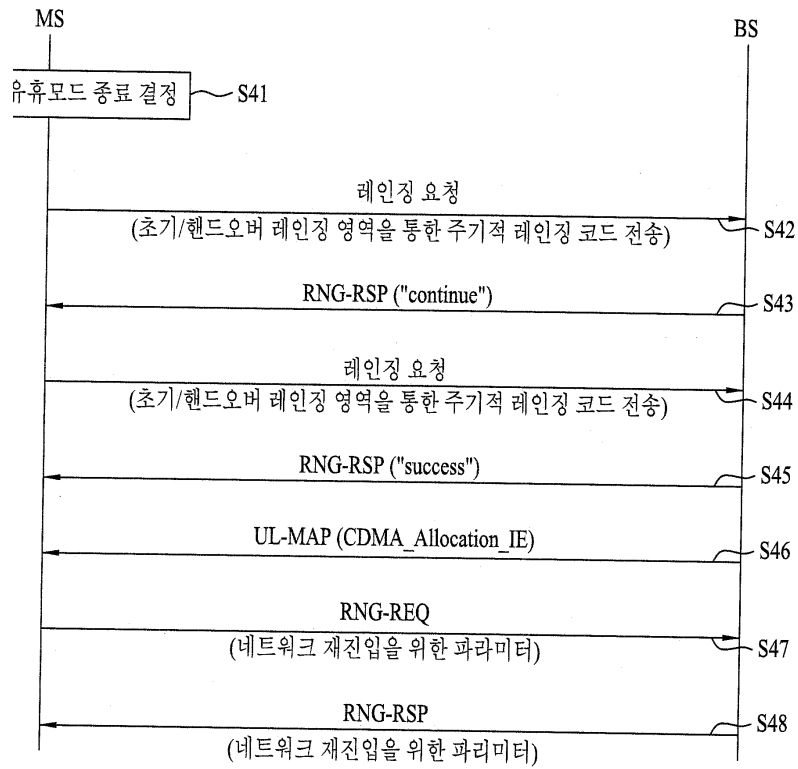 MS
BS
유휴모드 종료 결정
S41
레인징 요청
(초기/핸드오버 레인징 영역을 통한 주기적 레인징 코드 전송)
S42
RNG-RSP ("continue")
S43
레인징 요청
(초기/핸드오버 레인징 영역을 통한 주기적 레인징 코드 전송)
S44
RNG-RSP ("success")
S45
UL-MAP (CDMA_Allocation_IE)
S46
RNG-REQ
(네트워크 재진입을 위한 파라미터)
S47
RNG-RSP
S48
(네트워크 재진입을 위한 파리미터)